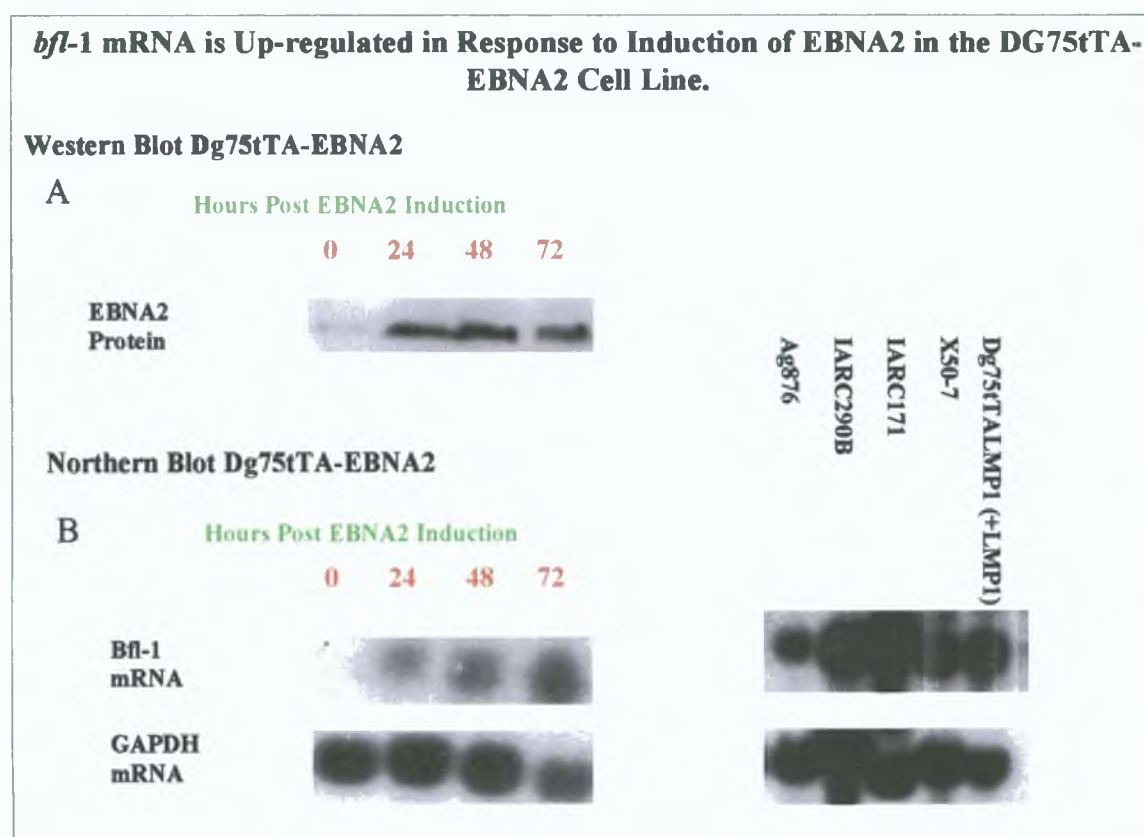 bfl-1 mRNA is Up-regulated in Response to Induction of EBNA2 in the DG75tTA-
EBNA2 Cell Line.
Western Blot Dg75tTA-EBNA2
A
Hours Post EBNA2 Induction
0 24 48 72
EBNA2
Protein
Ag876
IARC290B
IARC171
X50-7
Dg75tTALMP1 (+LMP1)
Northern Blot Dg75tTA-EBNA2
B
Hours Post EBNA2 Induction
0 24 48 72
Bfl-1
mRNA
GAPDH
mRNA